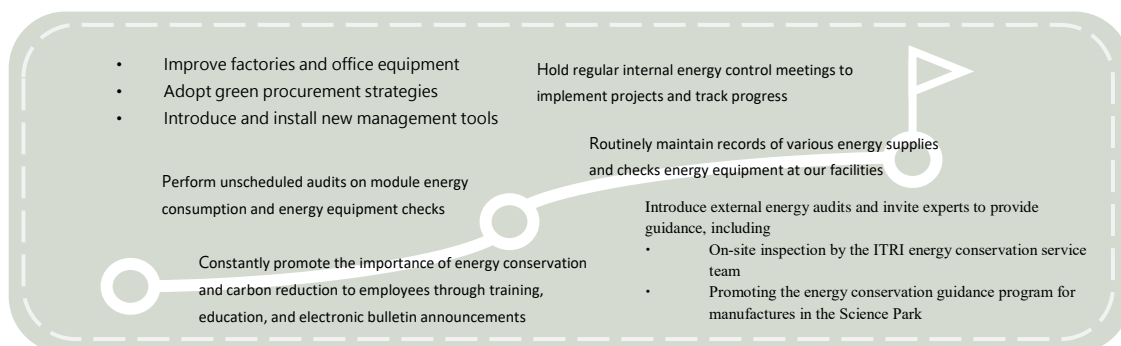 • Improve factories and office equipment
• Adopt green procurement strategies
• Introduce and install new management tools
Hold regular internal energy control meetings to
implement projects and track progress
Routinely maintain records of various energy supplies
and checks energy equipment at our facilities
Perform unscheduled audits on module energy
consumption and energy equipment checks
Introduce external energy audits and invite experts to provide
guidance, including
• On-site inspection by the ITRI energy conservation service
team
• Promoting the energy conservation guidance program for
manufactures in the Science Park
Constantly promote the importance of energy conservation
and carbon reduction to employees through training,
education, and electronic bulletin announcements